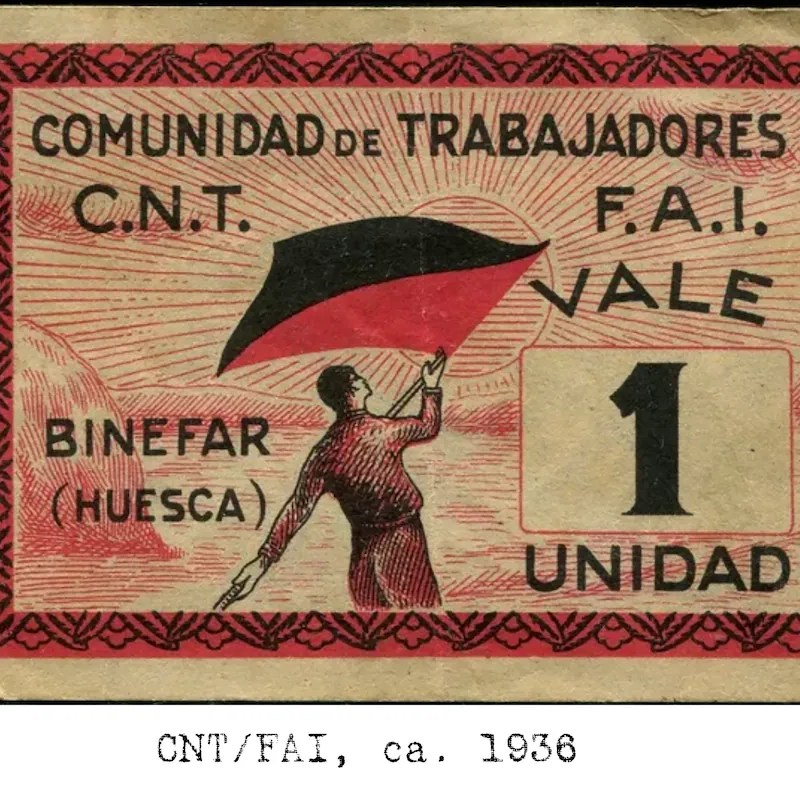 COMUNIDAD DE TRABAJADORES
C.N.T. F.A.I.
VALE
1
UNIDAD
BINEFAR
(HUESCA)
CNT/FAI, ca. 1936